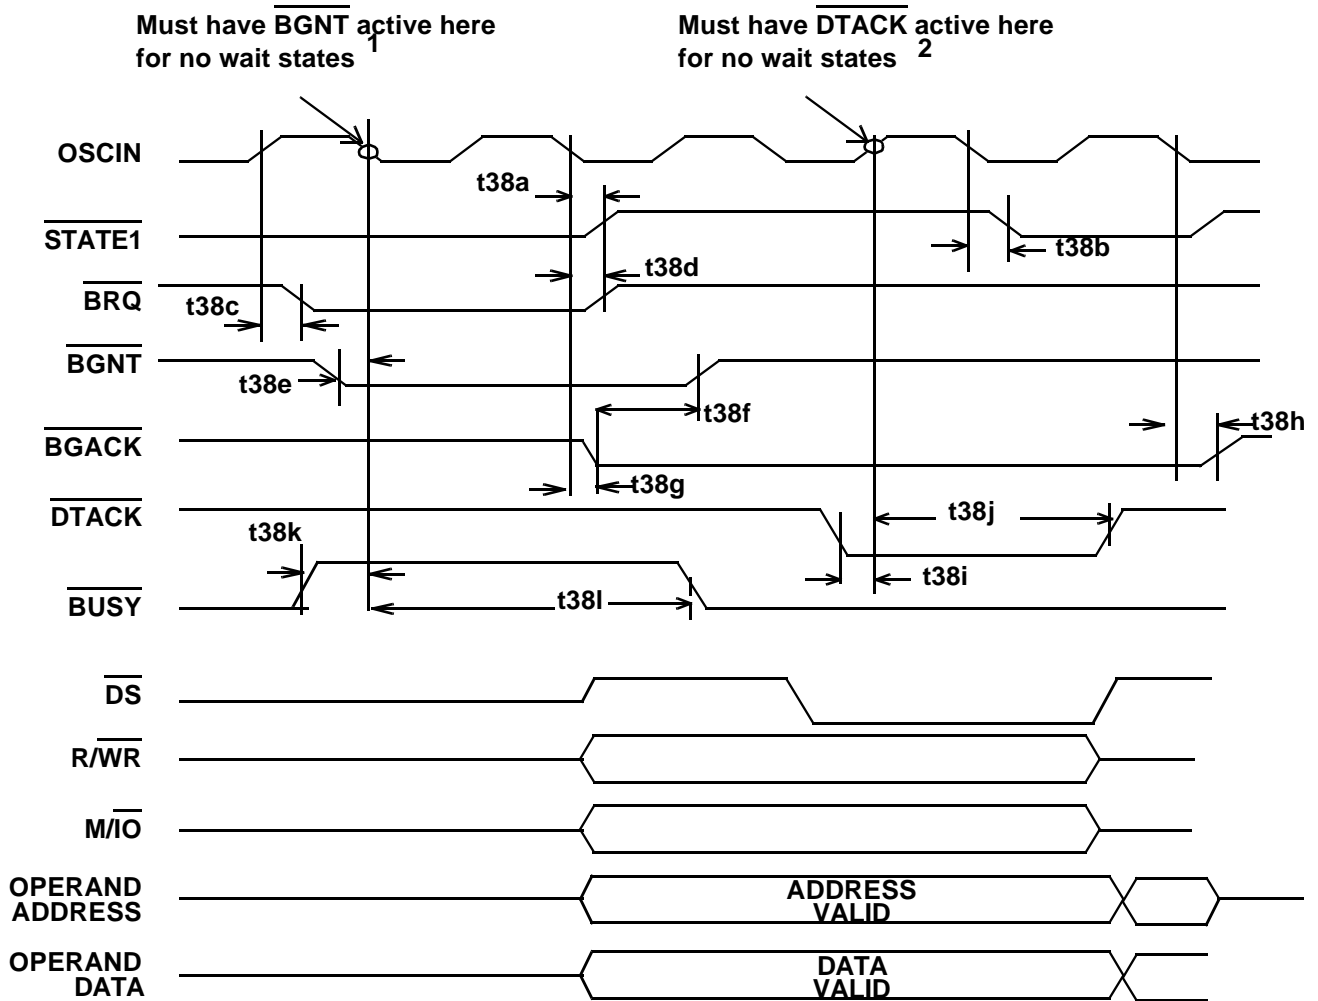 Must have BGNT active here
for no wait states 1
Must have DTACK active here
for no wait states 2
OSCIN
t38a
STATE1
t38b
t38d
BRQ
t38c
BGNT
t38e
t38f
t38h
BGACK
t38g
DTACK
t38j
t38k
t38i
BUSY
t38l
DS
R/WR
M/IO
OPERAND
ADDRESS
ADDRESS
VALID
OPERAND
DATA
DATA
VALID